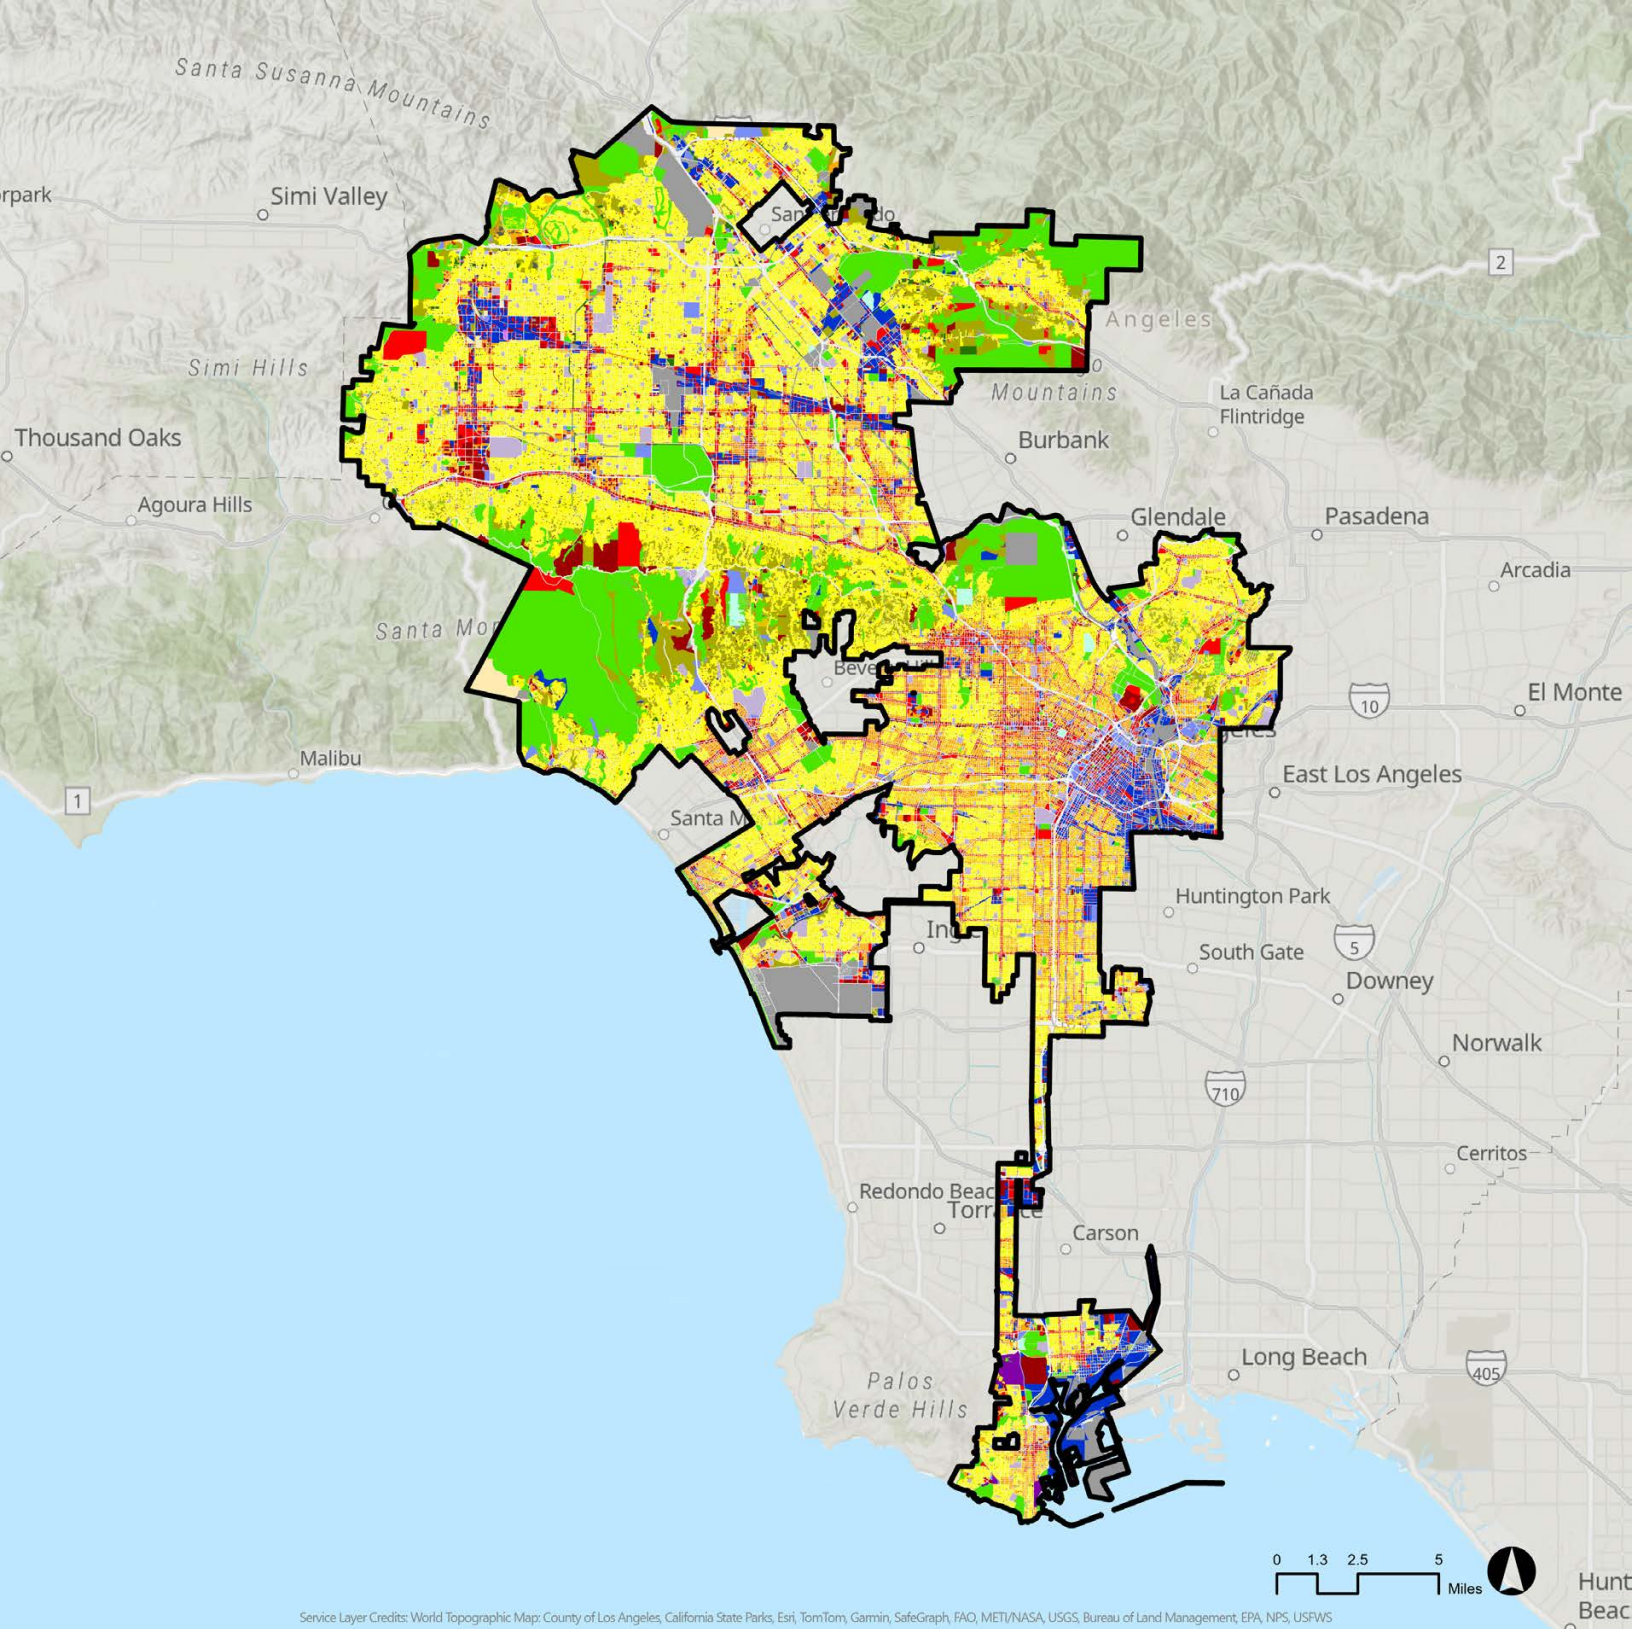 Santa Susanna Mountains
rpark
Simi Valley
2
Angeles
Simi Hills
Mountains
La Cañada
Flintridge
Thousand Oaks
Burbank
Agoura Hills
Glendale
Pasadena
Arcadia
Santa Mo
Beverly Hill
10
El Monte
Malibu
1
East Los Angeles
Santa M
Huntington Park
Ing
5
South Gate
Downey
Norwalk
710
Cerritos
Redondo Beac
Torrance
Carson
Long Beach
405
Palos
Verde Hills
0 1.3 2.5 5
Miles
Hunt
Beac
Service Layer Credits: World Topographic Map: County of Los Angeles, California State Parks, Esri, TomTom, Garmin, SafeGraph, FAO, METI/NASA, USGS, Bureau of Land Management, EPA, NPS, USFWS